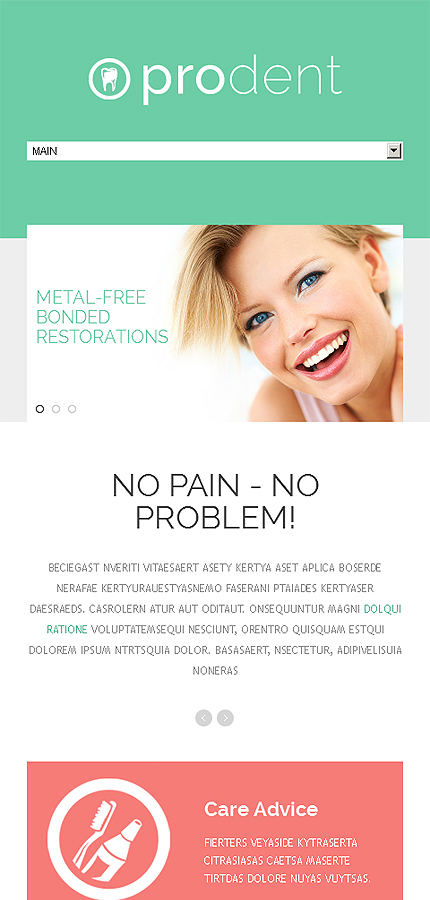 prodent
MAIN
METAL-FREE
BONDED
RESTORATIONS
NO PAIN - NO
PROBLEM!
BECIEGAST NVERITI VITAESAERT ASETY KERTYA ASET APLICA BOSERDE
NERAFAE KERTYURAUESTYASNEMO FASERANI PTAIADES KERTYASER
DAESRAEDS. CASROLERN ATUR AUT ODITAUT. ONSEQUUNTUR MAGNI DOLQUI
RATIONE VOLUPTATEMSEQUI NESCIUNT, ORENTRO QUISQUAM ESTQUI
DOLOREM IPSUM NTRTSQUIA DOLOR. BASASAERT, NSECTETUR, ADIPIVELISUIA
NONERAS
Care Advice
FIERTERS VEYASIDE KYTRASERTA
CITRASIASAS CAETSA MASERTE
TIRTDAS DOLORE NUYAS VUYTSAS.